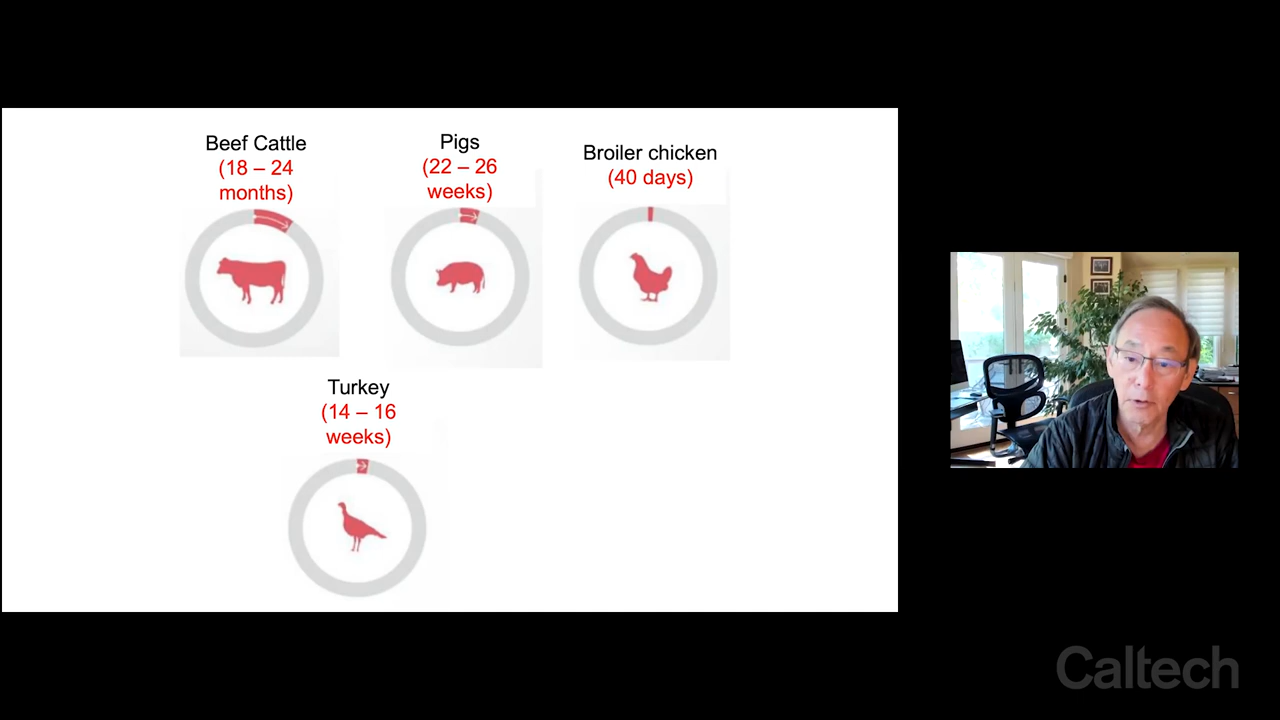 Beef Cattle
(18 – 24
months)
Pigs
(22 – 26
weeks)
Broiler chicken
(40 days)
Turkey
(14 – 16
weeks)
Caltech